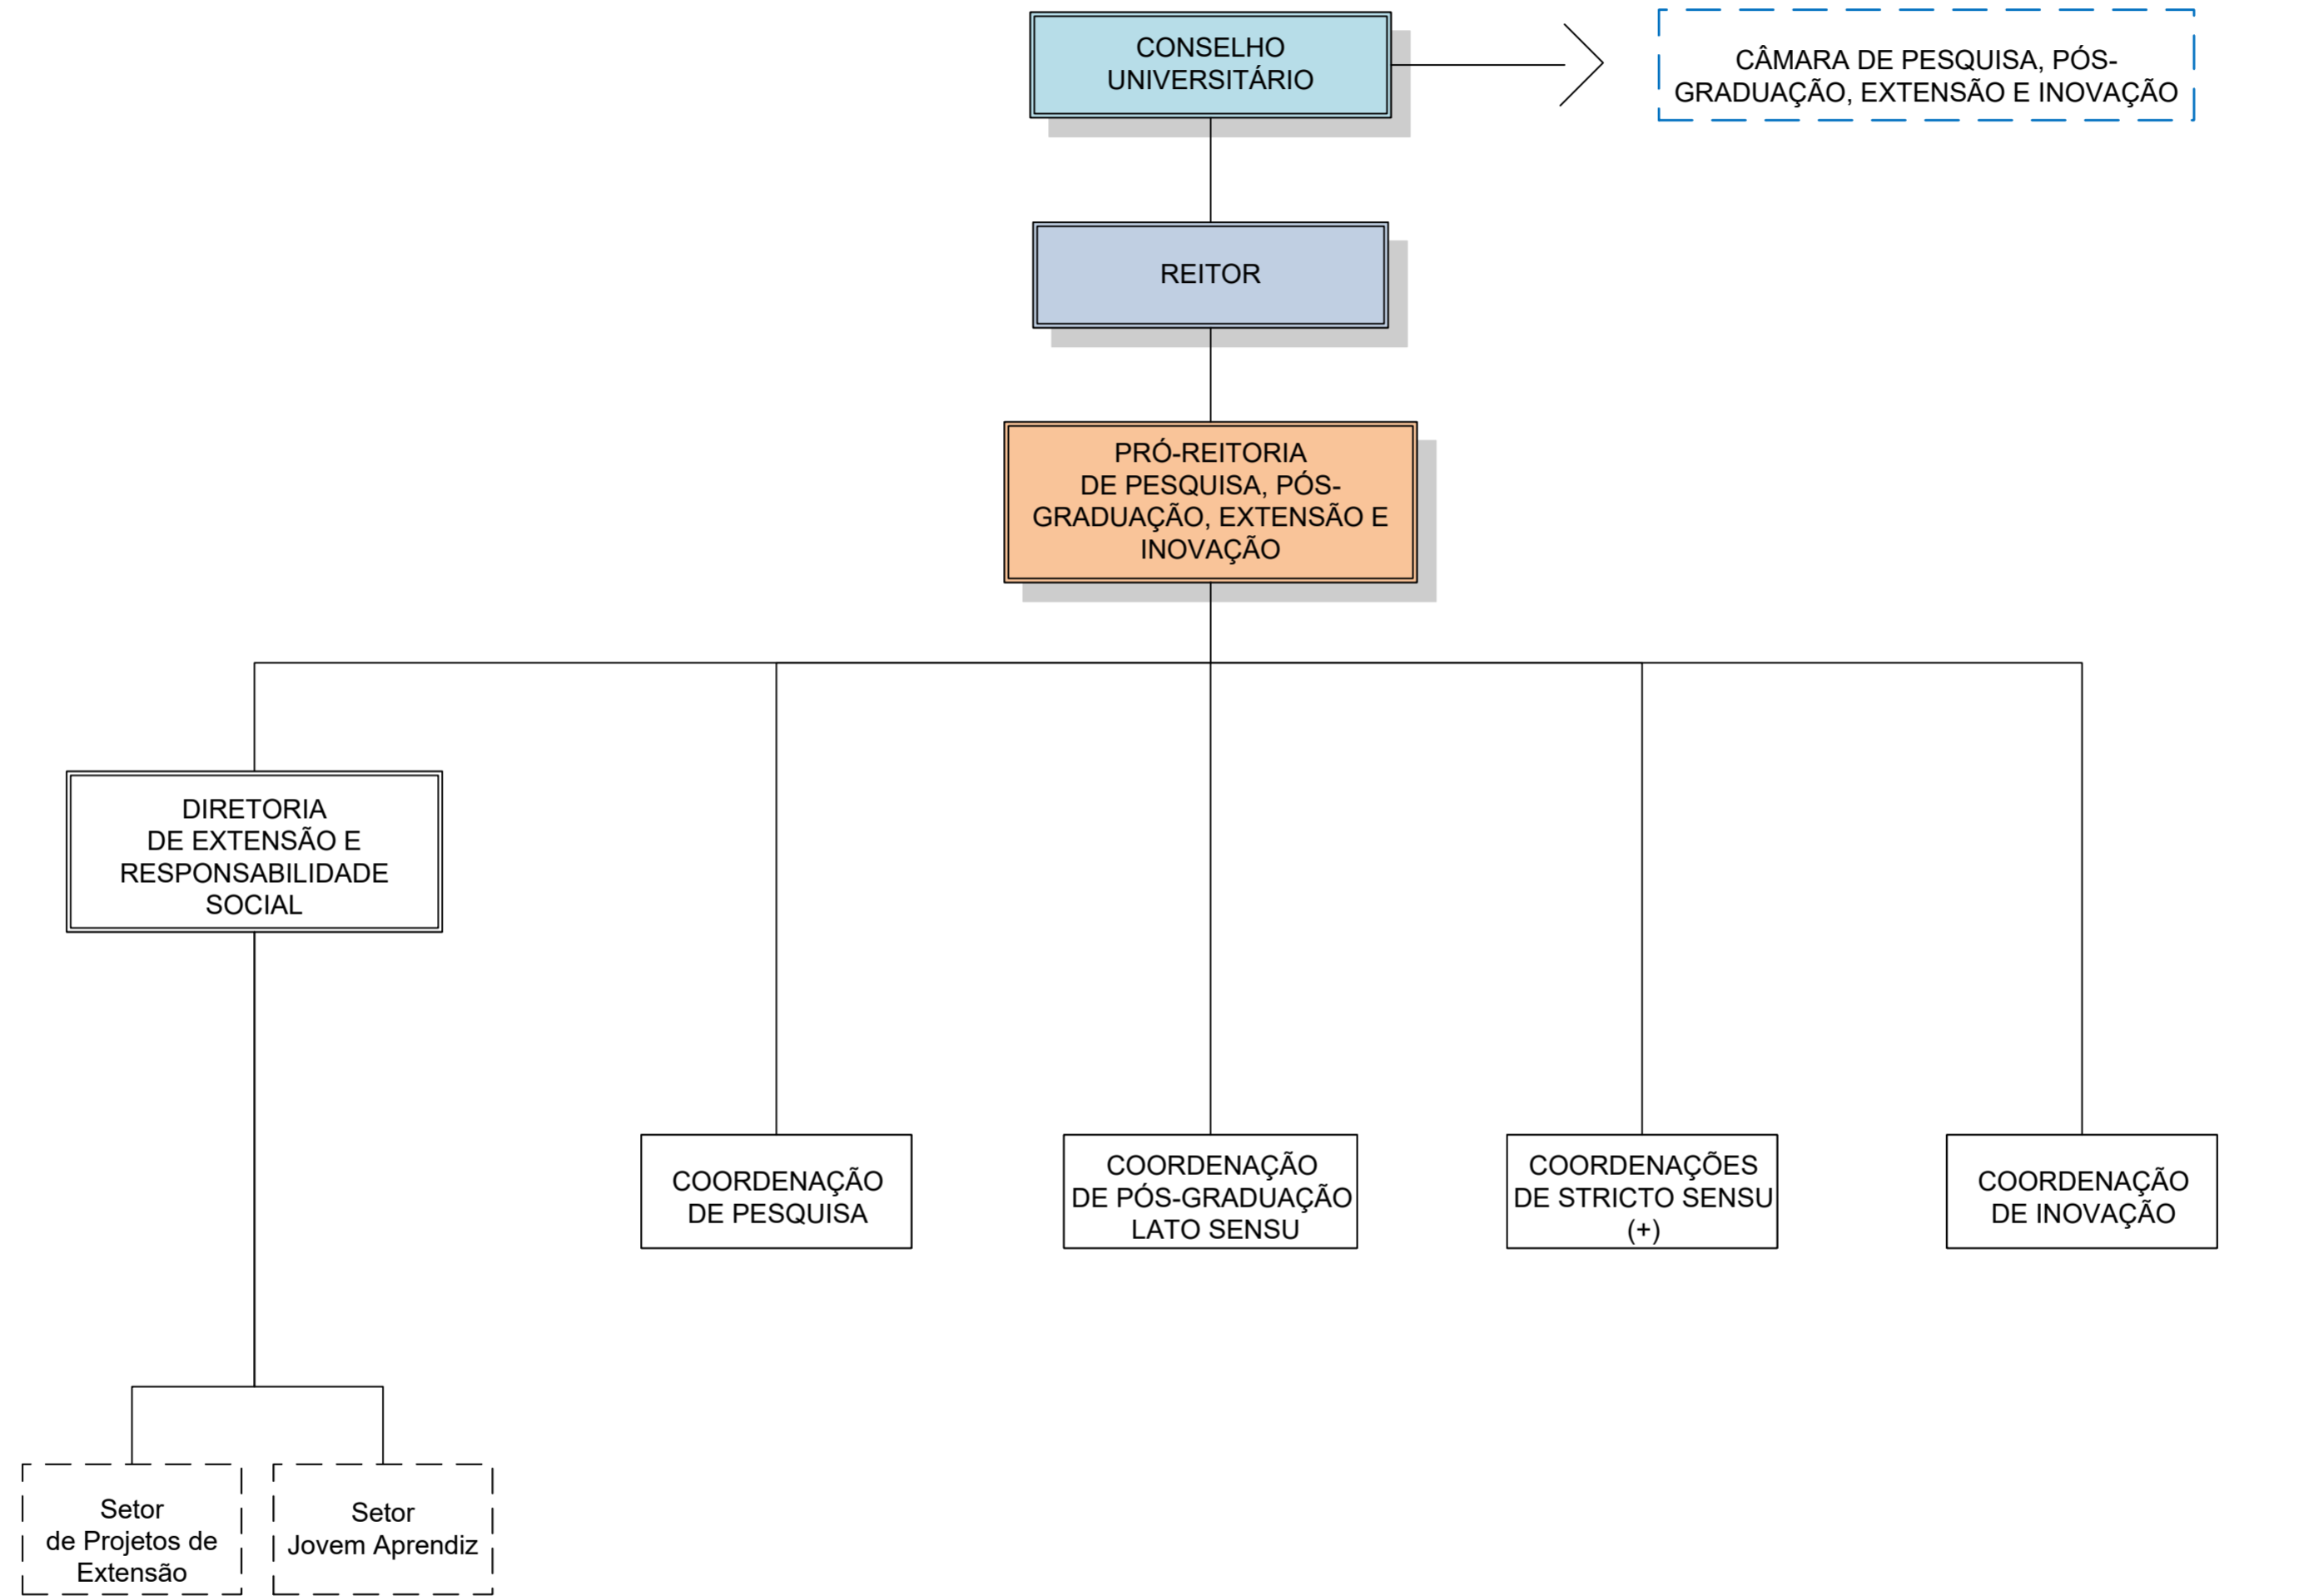 CONSELHO
UNIVERSITÁRIO
CÂMARA DE PESQUISA, PÓS-
GRADUAÇÃO, EXTENSÃO E INOVAÇÃO
REITOR
PRÓ-REITORIA
DE PESQUISA, PÓS-
GRADUAÇÃO, EXTENSÃO E
INOVAÇÃO
DIRETORIA
DE EXTENSÃO E
RESPONSABILIDADE
SOCIAL
COORDENAÇÃO
DE PESQUISA
COORDENAÇÃO
DE PÓS-GRADUAÇÃO
LATO SENSU
COORDENAÇÕES
DE STRICTO SENSU
(+)
COORDENAÇÃO
DE INOVAÇÃO
Setor
de Projetos de
Extensão
Setor
Jovem Aprendiz